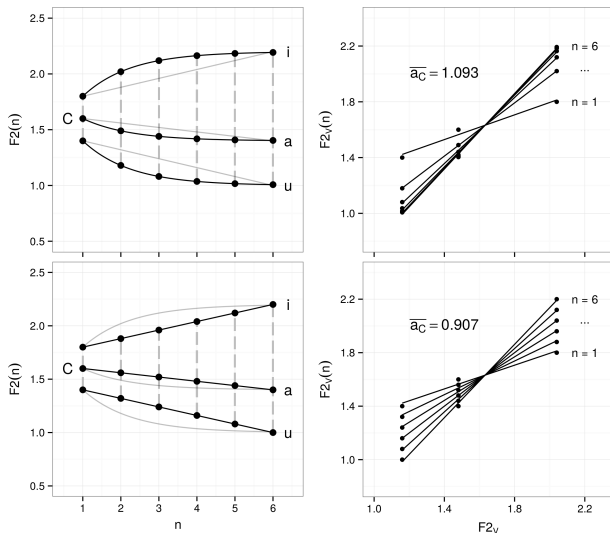 2.5
2.0
1.5
1.0
0.5
F2(n)
C
i
a
u
2.2
1.8
1.4
1.0
F2v(n)
a̅C̅ = 1.093
n = 6
...
n = 1
2.5
2.0
1.5
1.0
0.5
F2(n)
C
i
a
u
1 2 3 4 5 6
n
2.2
1.8
1.4
1.0
F2v(n)
a̅C̅ = 0.907
n = 6
...
n = 1
1.0 1.4 1.8 2.2
F2v